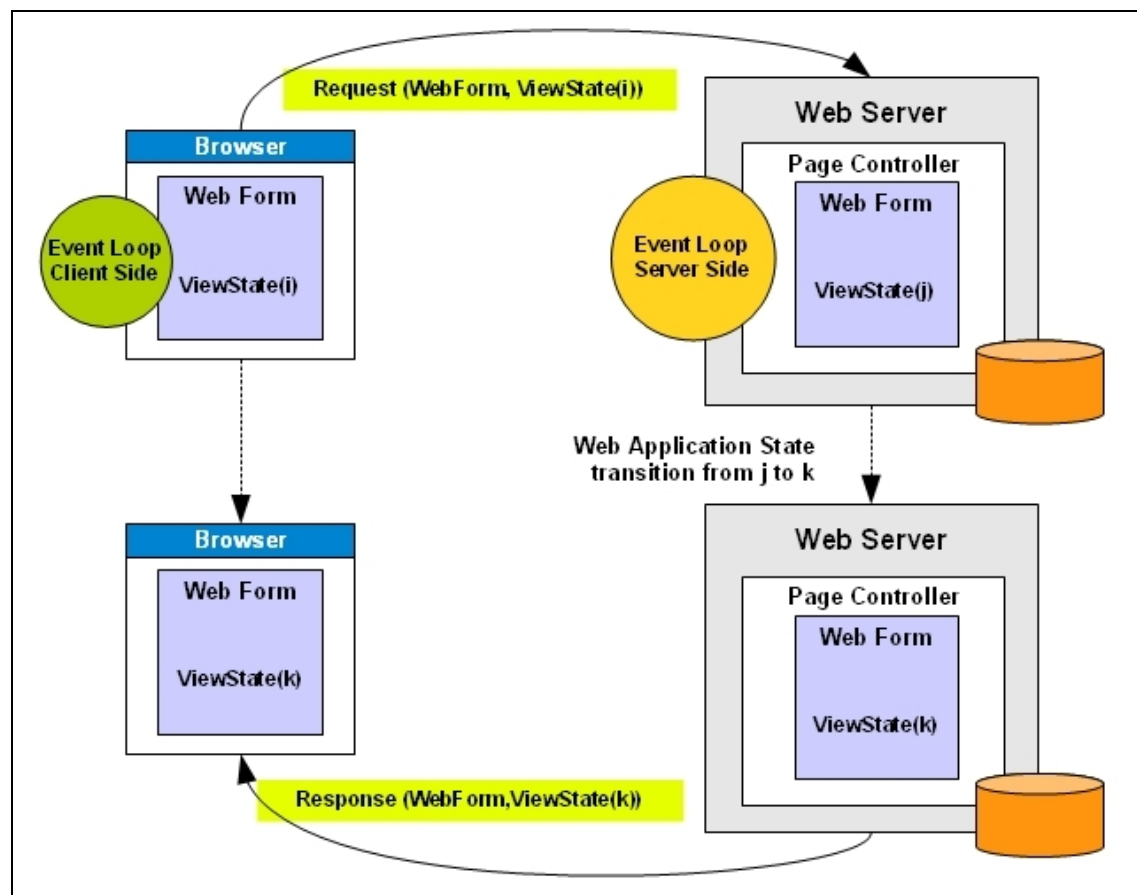 Request (WebForm, ViewState(i))
Browser
Web Form
ViewState(i)
Event Loop
Client Side
Web Server
Page Controller
Web Form
ViewState(j)
Event Loop
Server Side
Web Application State
transition from j to k
Browser
Web Form
ViewState(k)
Web Server
Page Controller
Web Form
ViewState(k)
Response (WebForm,ViewState(k))